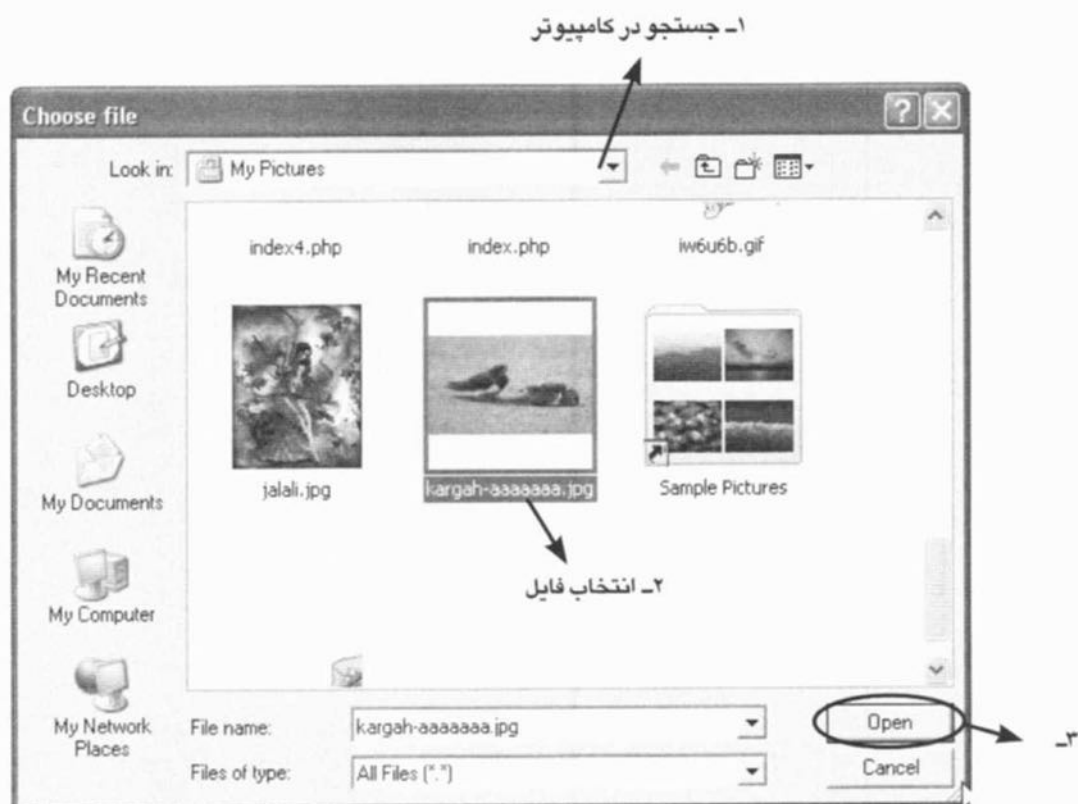 ۱ـ جستجو در کامپیوتر
Choose file
Look in: My Pictures
index4.php index.php iw6u6b.gif
My Recent
Documents
Desktop
jalali.jpg kargah-aaaaaaa.jpg Sample Pictures
My Documents
۲ـ انتخاب فایل
My Computer
My Network
Places
File name: kargah-aaaaaaa.jpg Open
۳ـ
Files of type: All Files (*.*) Cancel